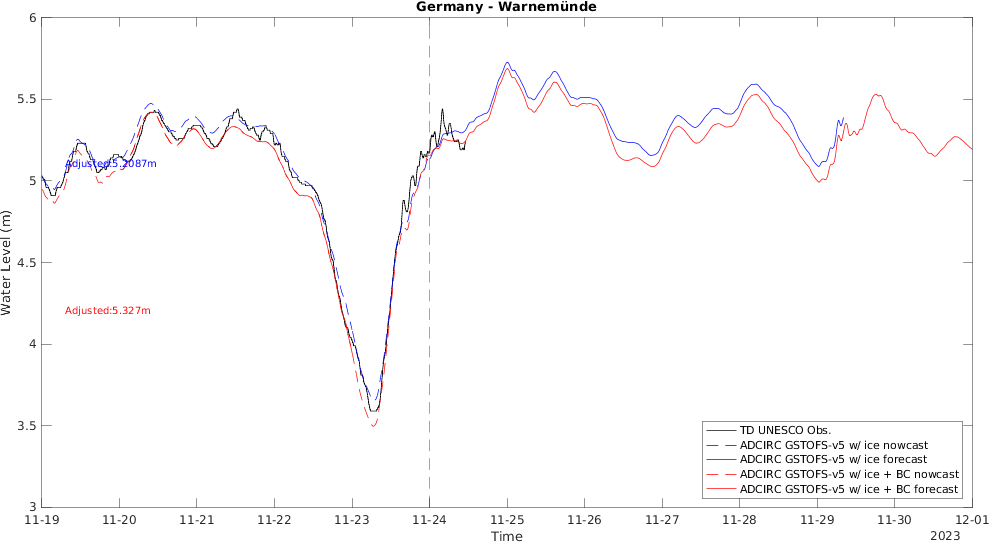 Germany - Warnemünde
6
5.5
5
4.5
4
3.5
3
Water Level (m)
Adjusted:5.2087m
Adjusted:5.327m
TD UNESCO Obs.
ADCIRC GSTOFS-v5 w/ ice nowcast
ADCIRC GSTOFS-v5 w/ ice forecast
ADCIRC GSTOFS-v5 w/ ice + BC nowcast
ADCIRC GSTOFS-v5 w/ ice + BC forecast
11-19 11-20 11-21 11-22 11-23 11-24 11-25 11-26 11-27 11-28 11-29 11-30 12-01
Time
2023